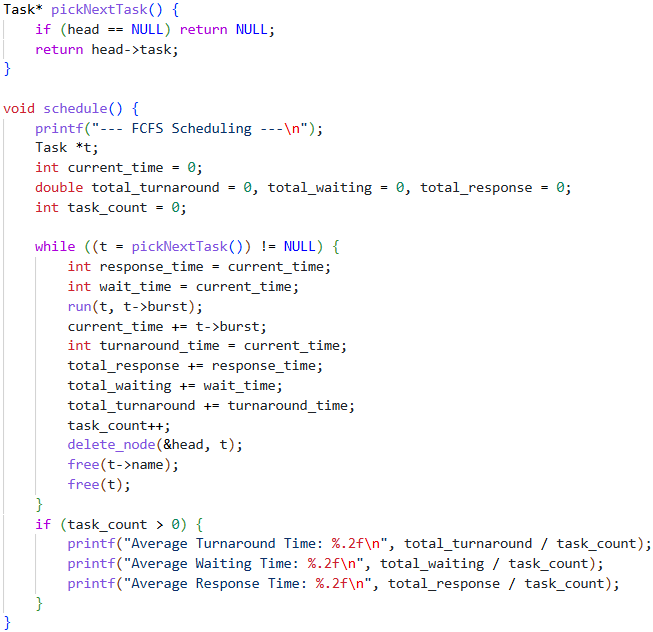 Task* pickNextTask() {
    if (head == NULL) return NULL;
    return head->task;
}

void schedule() {
    printf("--- FCFS Scheduling ---\n");
    Task *t;
    int current_time = 0;
    double total_turnaround = 0, total_waiting = 0, total_response = 0;
    int task_count = 0;

    while ((t = pickNextTask()) != NULL) {
        int response_time = current_time;
        int wait_time = current_time;
        run(t, t->burst);
        current_time += t->burst;
        int turnaround_time = current_time;
        total_response += response_time;
        total_waiting += wait_time;
        total_turnaround += turnaround_time;
        task_count++;
        delete_node(&head, t);
        free(t->name);
        free(t);
    }
    if (task_count > 0) {
        printf("Average Turnaround Time: %.2f\n", total_turnaround / task_count);
        printf("Average Waiting Time: %.2f\n", total_waiting / task_count);
        printf("Average Response Time: %.2f\n", total_response / task_count);
    }
}